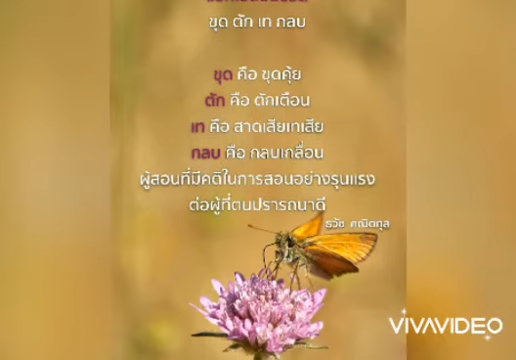 ขุด ตัก เท กลบ
ขุด คือ ขุดคุ้ย
ตัก คือ ตักเตือน
เท คือ สาดเสียเทเสีย
กลบ คือ กลบเกลื่อน
ผู้สอนที่มีคติในการสอนอย่างรุนแรง
ต่อผู้ที่ตนปรารถนาดี
ธวัช คณิตกุล
VIVAVIDEO